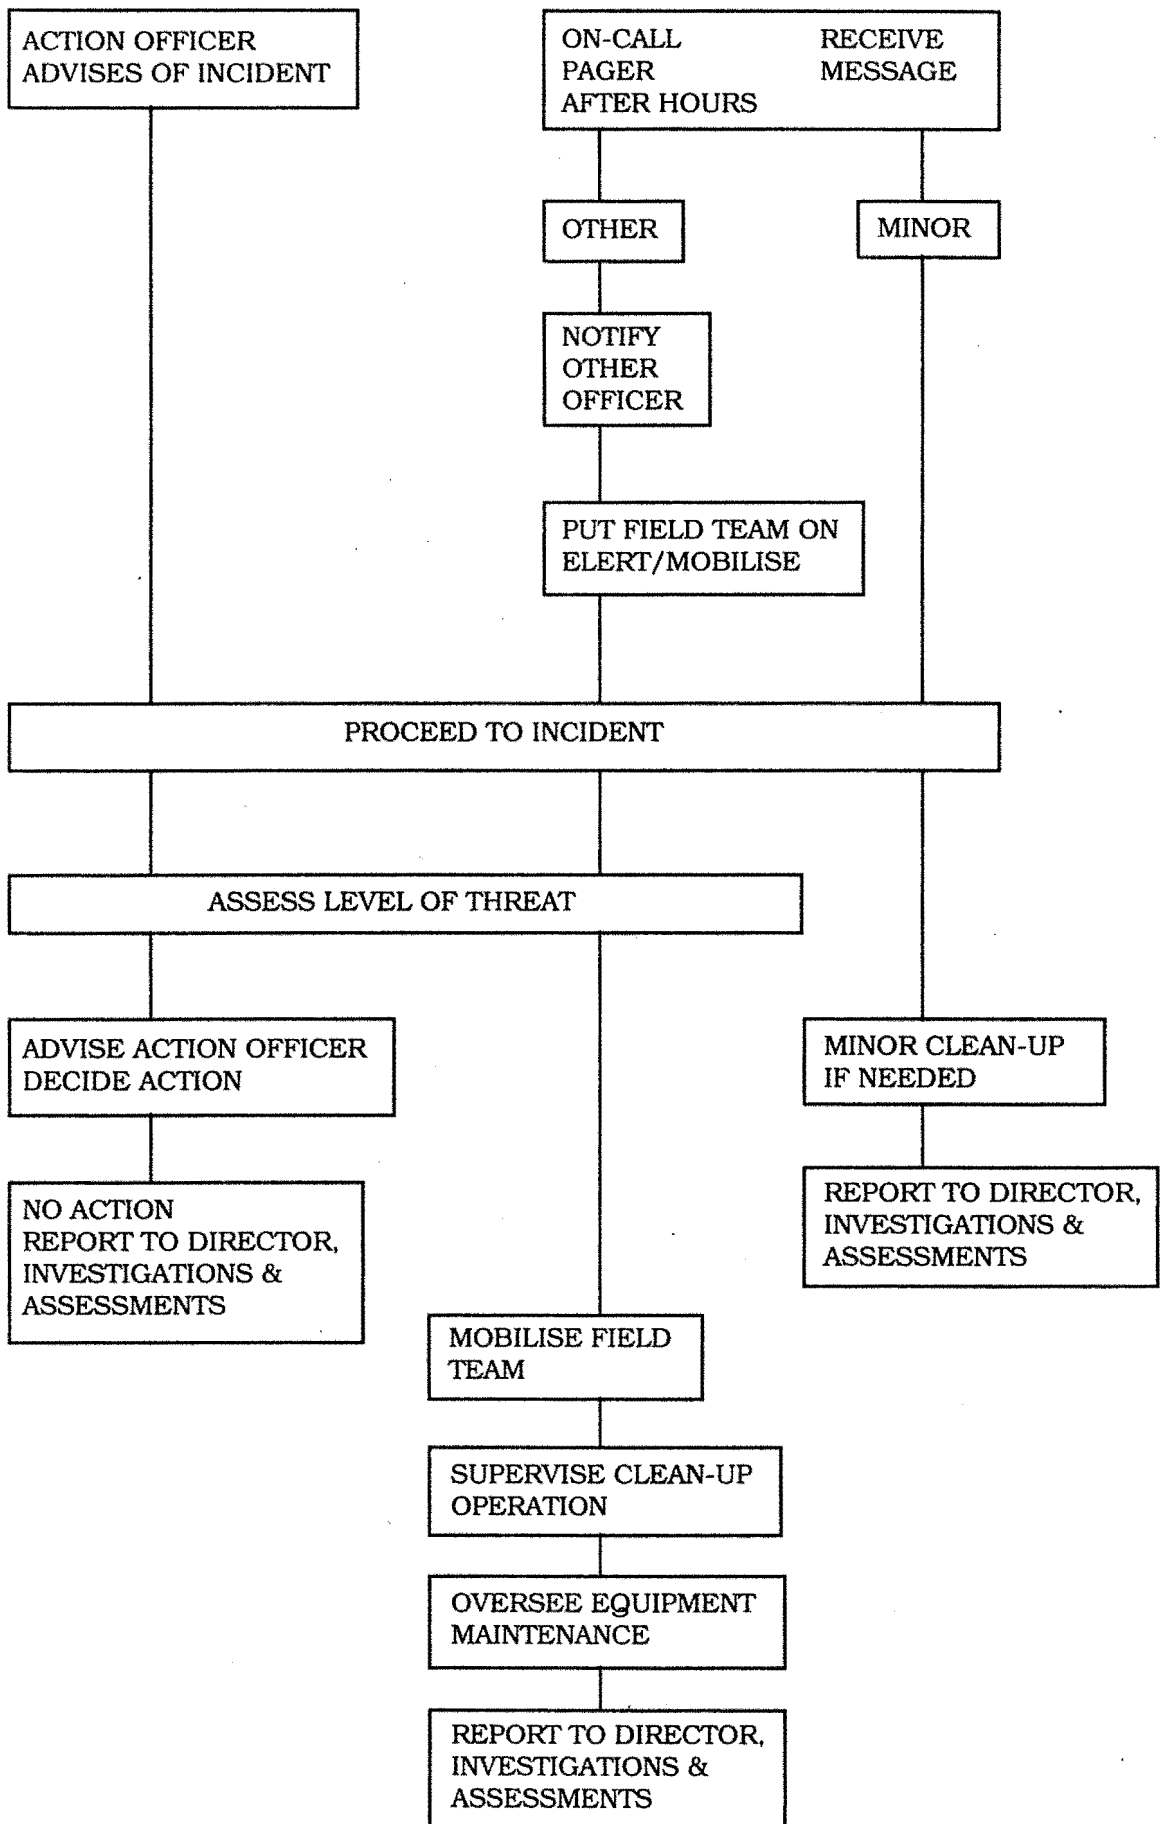 ACTION OFFICER
ADVISES OF INCIDENT
ON-CALL
PAGER
AFTER HOURS
RECEIVE
MESSAGE
OTHER
MINOR
NOTIFY
OTHER
OFFICER
PUT FIELD TEAM ON
ELERT/MOBILISE
PROCEED TO INCIDENT
ASSESS LEVEL OF THREAT
ADVISE ACTION OFFICER
DECIDE ACTION
MINOR CLEAN-UP
IF NEEDED
NO ACTION
REPORT TO DIRECTOR,
INVESTIGATIONS &
ASSESSMENTS
REPORT TO DIRECTOR,
INVESTIGATIONS &
ASSESSMENTS
MOBILISE FIELD
TEAM
SUPERVISE CLEAN-UP
OPERATION
OVERSEE EQUIPMENT
MAINTENANCE
REPORT TO DIRECTOR,
INVESTIGATIONS &
ASSESSMENTS